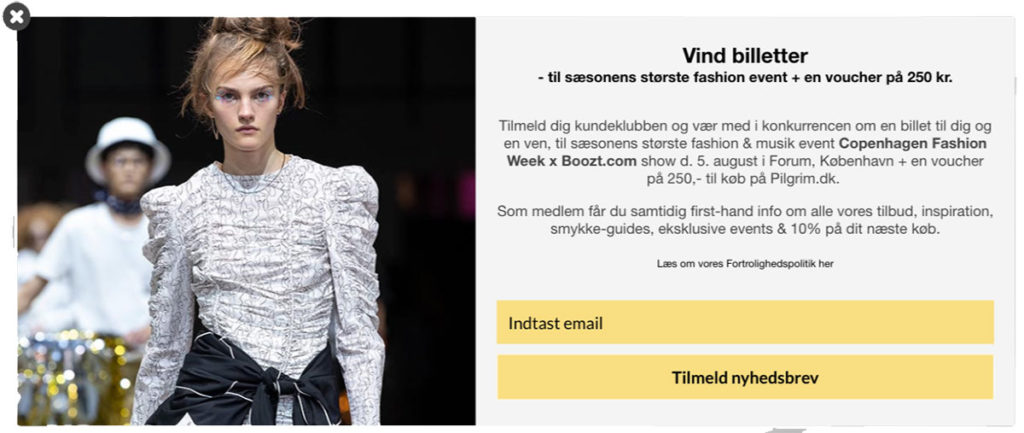 Vind billetter
- til sæsonens største fashion event + en voucher på 250 kr.
Tilmeld dig kundeklubben og vær med i konkurrencen om en billet til dig og
en ven, til sæsonens største fashion & musik event Copenhagen Fashion
Week x Boozt.com show d. 5. august i Forum, København + en voucher
på 250,- til køb på Pilgrim.dk.
Som medlem får du samtidig first-hand info om alle vores tilbud, inspiration,
smykke-guides, eksklusive events & 10% på dit næste køb.
Læs om vores Fortrolighedspolitik her
Indtast email
Tilmeld nyhedsbrev